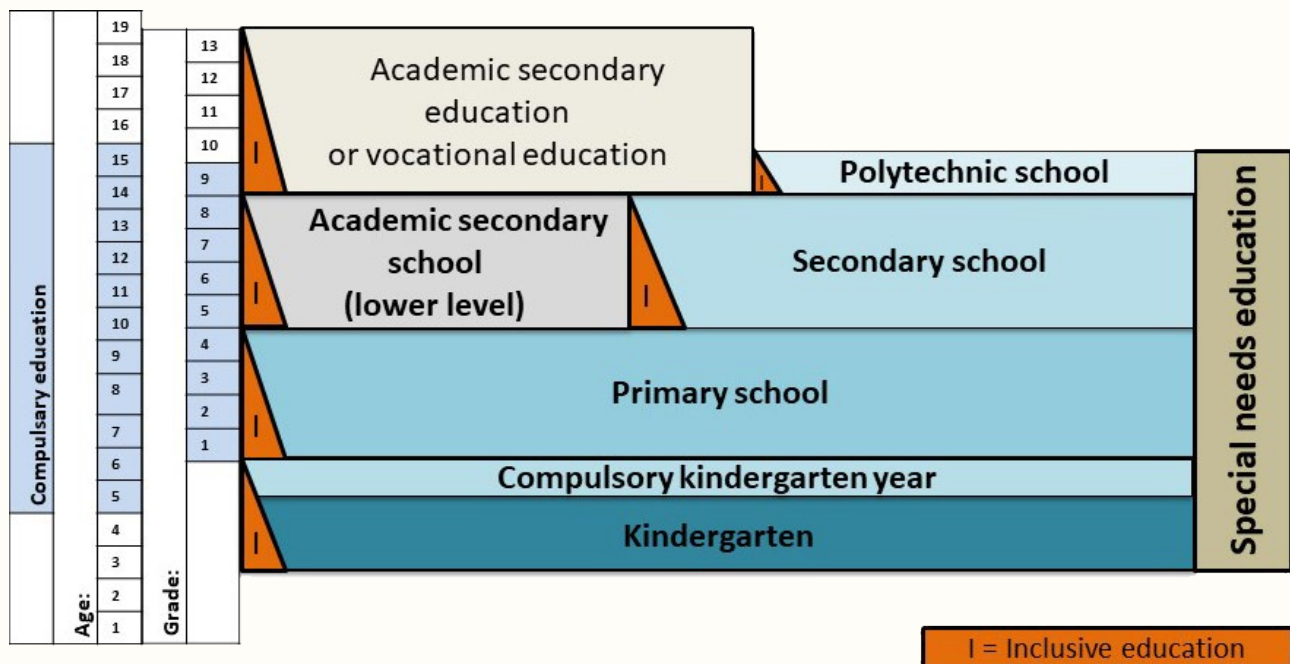 Compulsary education
Age:
19
18
17
16
15
14
13
12
11
10
9
8
7
6
5
4
3
2
1
Grade:
13
12
11
10
9
8
7
6
5
4
3
2
1
Academic secondary
education
or vocational education
I
Polytechnic school
I
Academic secondary
school
(lower level)
I
Secondary school
I
Primary school
I
Compulsory kindergarten year
Kindergarten
I
Special needs education
I = Inclusive education